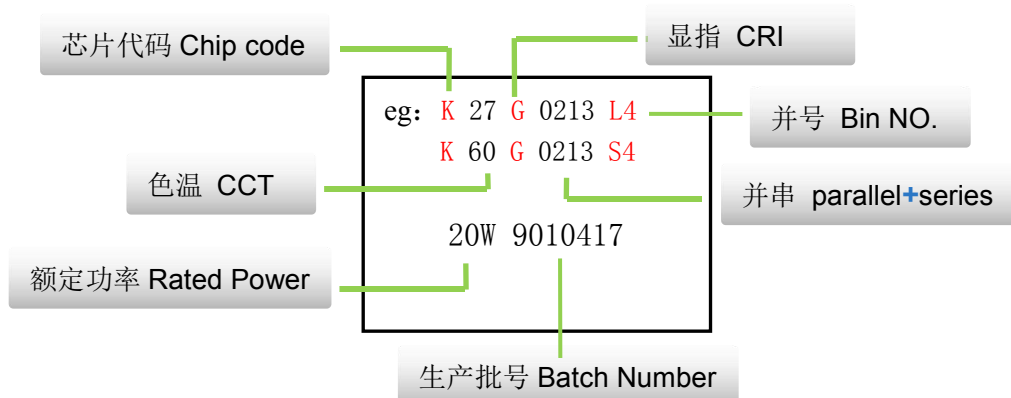 芯片代码 Chip code
显指 CRI
eg: K 27 G 0213 L4
并号 Bin NO.
K 60 G 0213 S4
色温 CCT
并串 parallel+series
20W 9010417
额定功率 Rated Power
生产批号 Batch Number